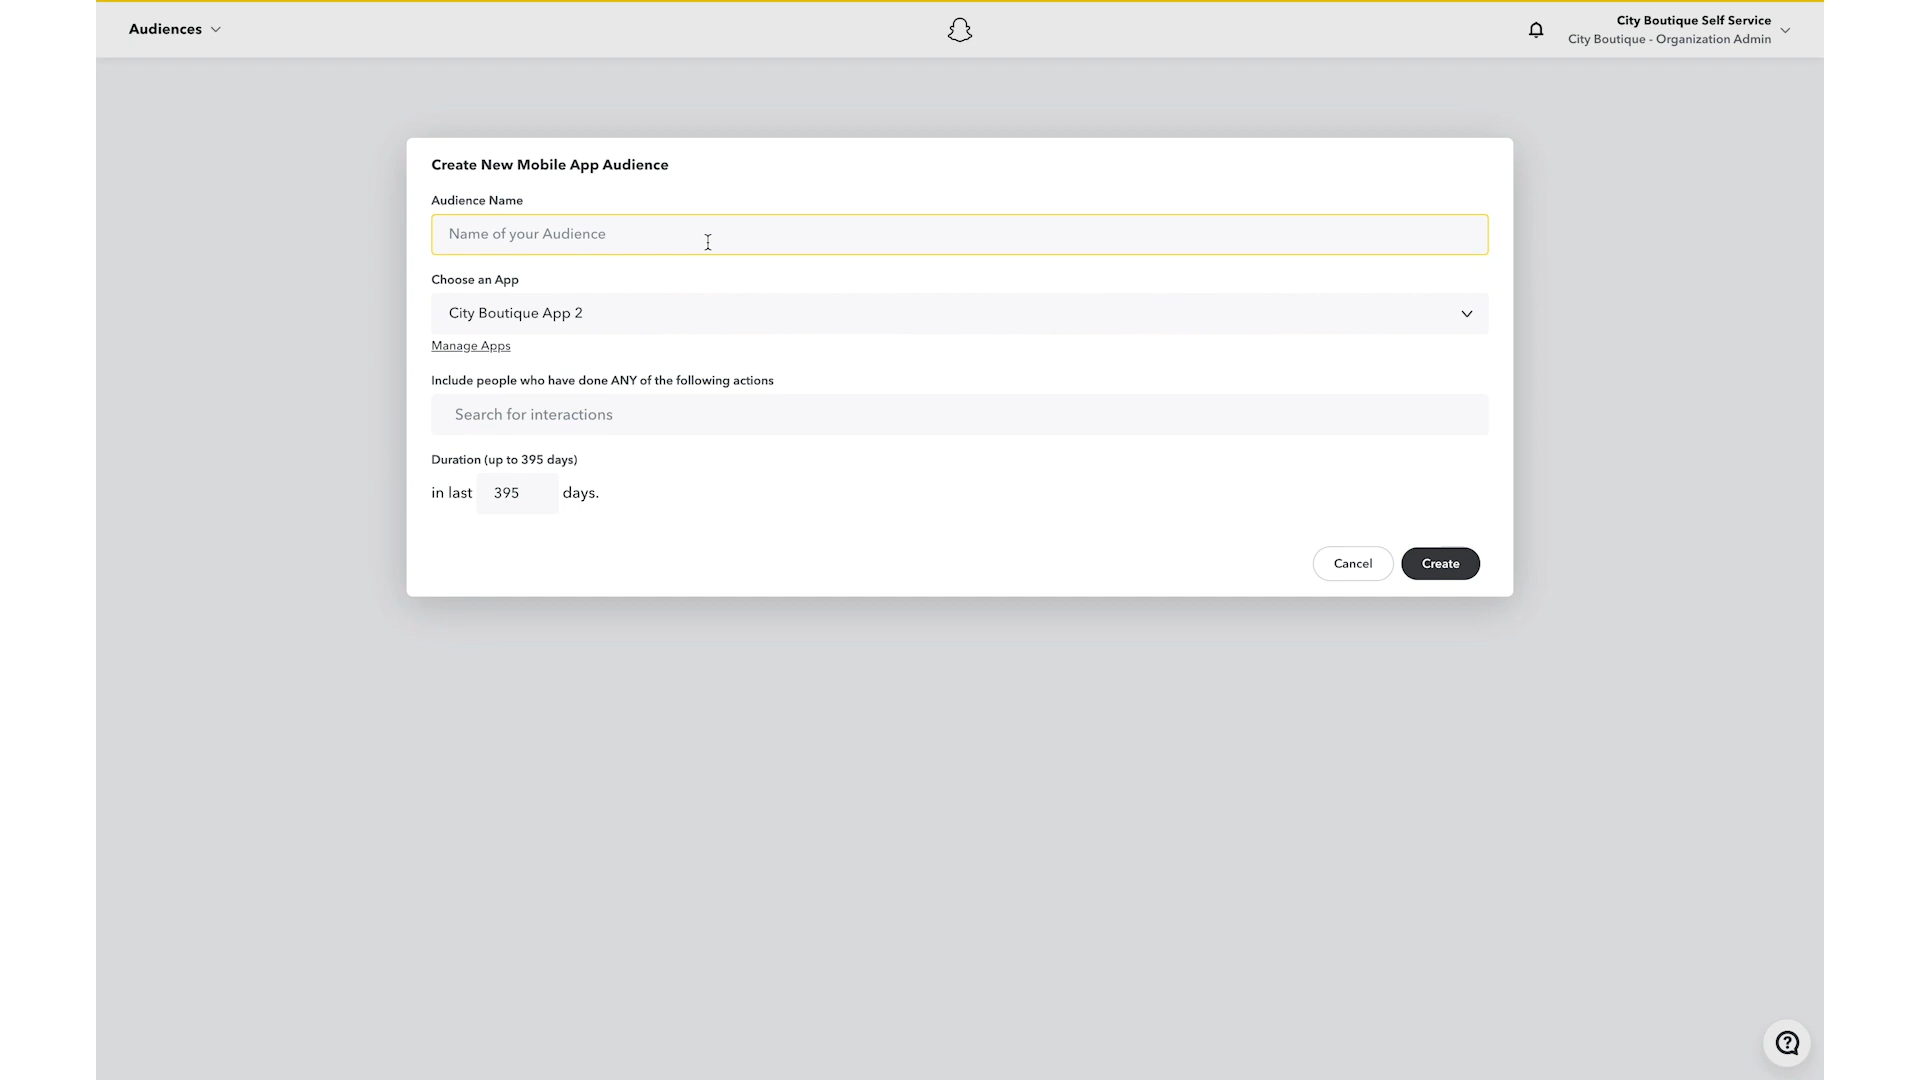 Audiences
City Boutique Self Service
City Boutique - Organization Admin
Create New Mobile App Audience
Audience Name
Name of your Audience
Choose an App
City Boutique App 2
Manage Apps
Include people who have done ANY of the following actions
Search for interactions
Duration (up to 395 days)
in last 395 days.
Cancel Create